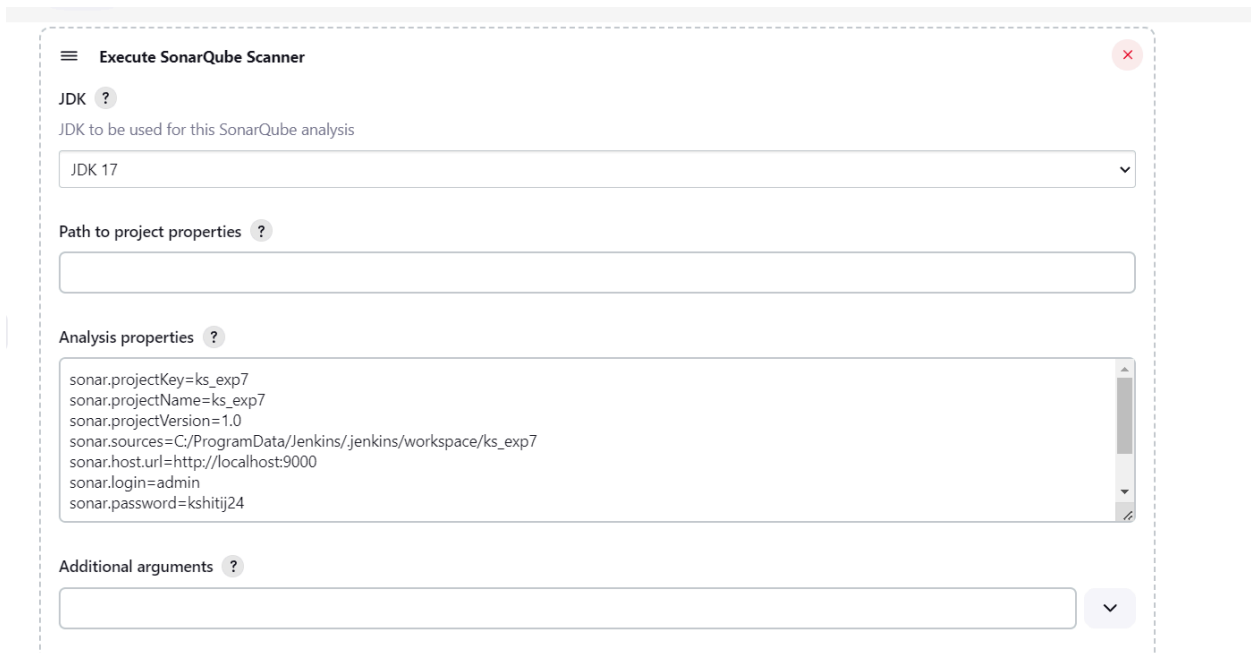 Execute SonarQube Scanner
JDK ?
JDK to be used for this SonarQube analysis
JDK 17
Path to project properties ?
Analysis properties ?
sonar.projectKey=ks_exp7
sonar.projectName=ks_exp7
sonar.projectVersion=1.0
sonar.sources=C:/ProgramData/Jenkins/.jenkins/workspace/ks_exp7
sonar.host.url=http://localhost:9000
sonar.login=admin
sonar.password=kshitij24
Additional arguments ?